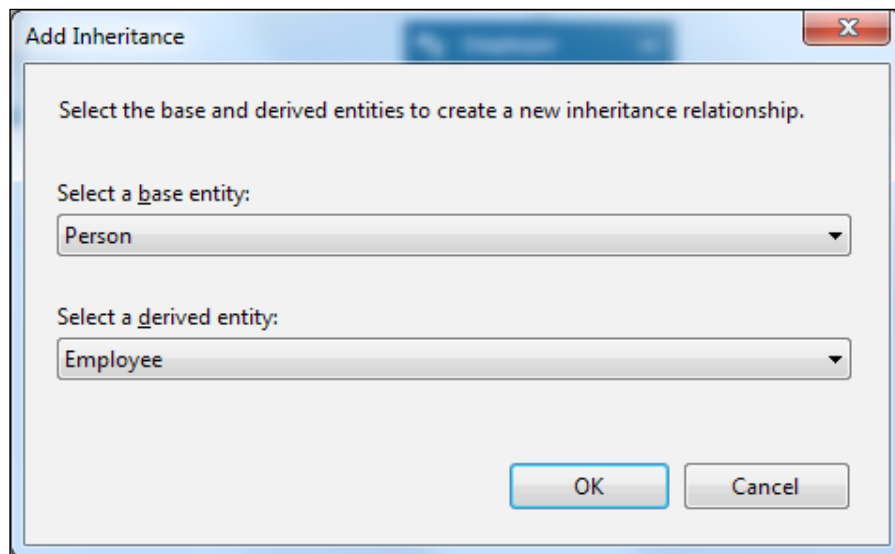 Add Inheritance
Select the base and derived entities to create a new inheritance relationship.
Select a base entity:
Person
Select a derived entity:
Employee
OK
Cancel